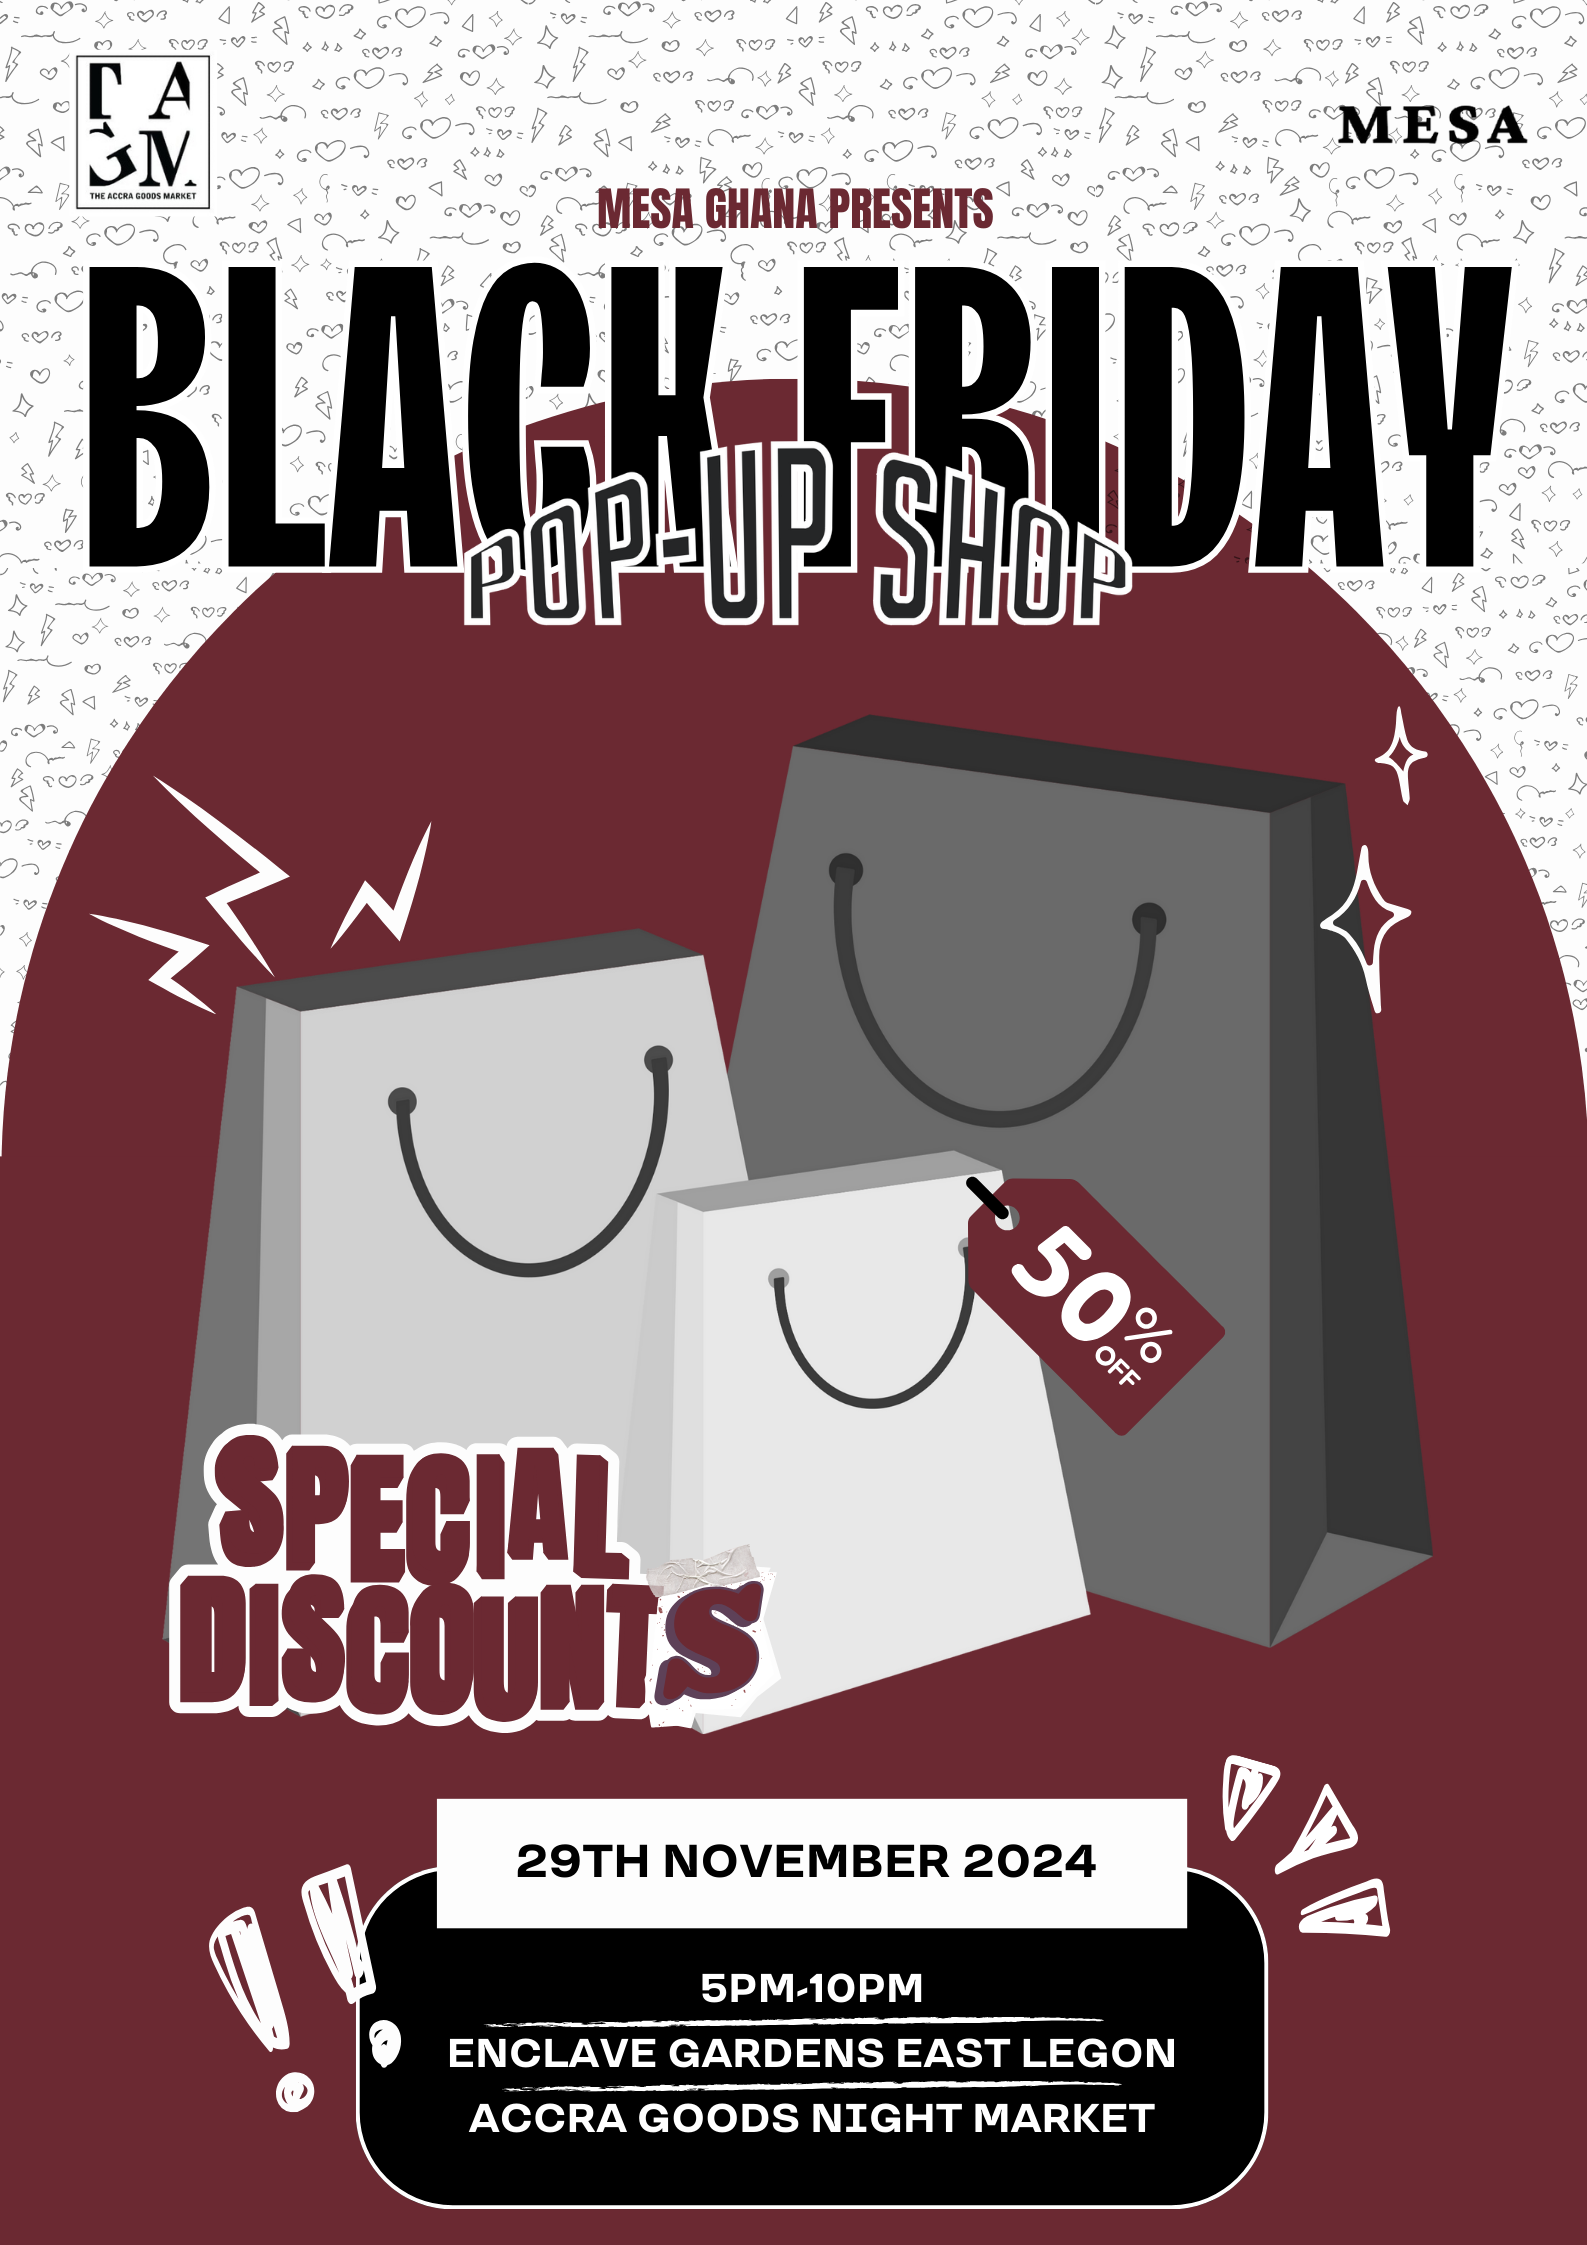 T A
G M
THE ACCRA GOODS MARKET
MESA
MESA GHANA PRESENTS
BLACK FRIDAY
POP-UP SHOP
50%
OFF
SPECIAL
DISCOUNTS
29TH NOVEMBER 2024
5PM-10PM
ENCLAVE GARDENS EAST LEGON
ACCRA GOODS NIGHT MARKET